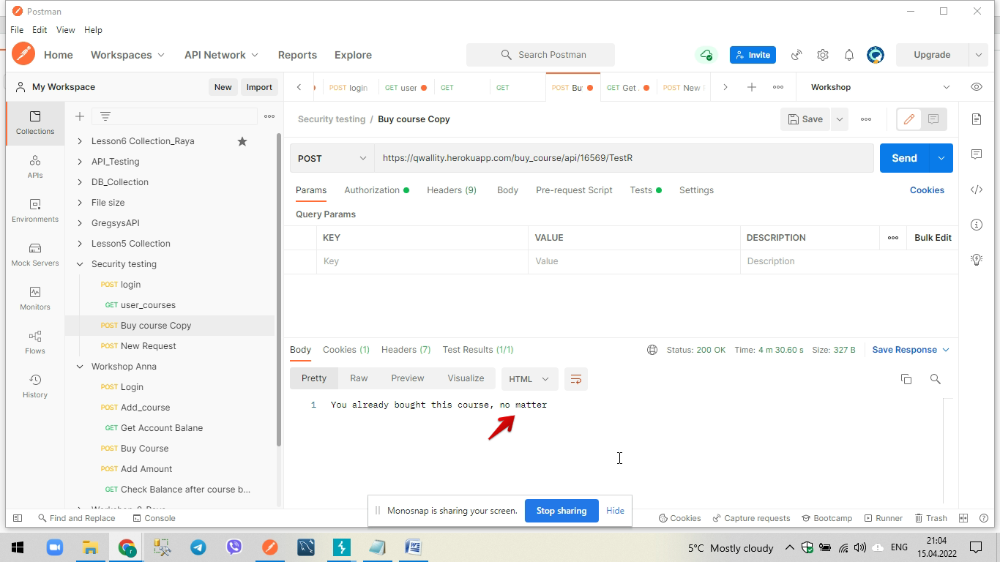 Postman
File Edit View Help
Home Workspaces API Network Reports Explore Search Postman Invite Upgrade
My Workspace New Import
POST login GET user GET GET POST Bu GET Get POST New Workshop
Collections
APIs
Environments
Mock Servers
Monitors
Flows
History
Lesson6 Collection_Raya
API_Testing
DB_Collection
File size
GregsysAPI
Lesson5 Collection
Security testing
POST login
GET user_courses
POST Buy course Copy
POST New Request
Workshop Anna
POST Login
POST Add_course
GET Get Account Balane
POST Buy Course
POST Add Amount
GET Check Balance after course b...
Security testing / Buy course Copy Save
POST https://qwallity.herokuapp.com/buy_course/api/16569/TestR Send
Params Authorization Headers (9) Body Pre-request Script Tests Settings Cookies
Query Params
KEY VALUE DESCRIPTION Bulk Edit
Key Value Description
Body Cookies (1) Headers (7) Test Results (1/1) Status: 200 OK Time: 4 m 30.60 s Size: 327 B Save Response
Pretty Raw Preview Visualize HTML
1 You already bought this course, no matter
Monosnap is sharing your screen. Stop sharing Hide
Find and Replace Console Cookies Capture requests Bootcamp Runner Trash
5°C Mostly cloudy ENG 21:04
15.04.2022